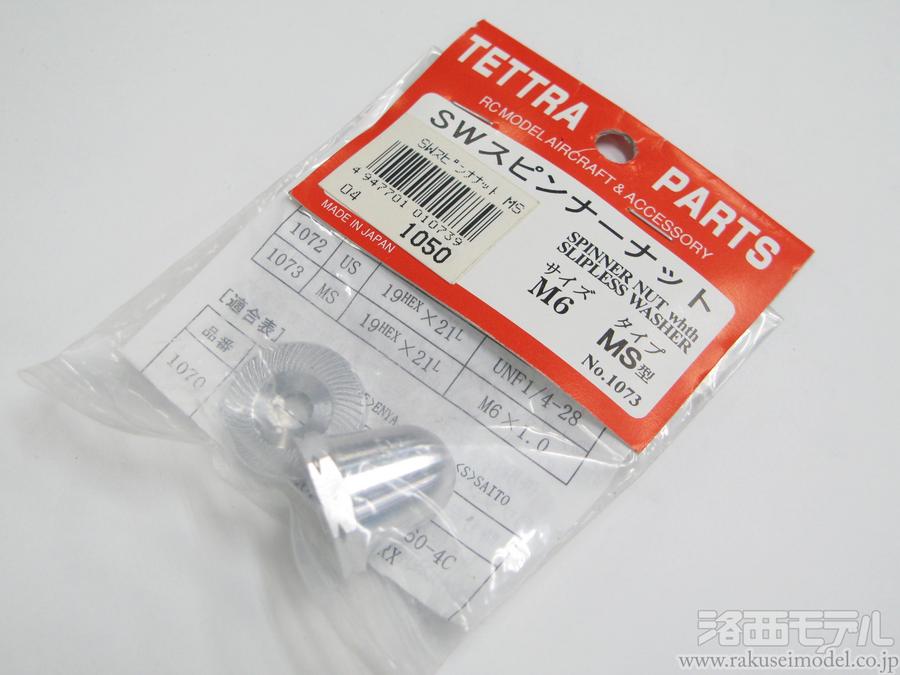 TETTRA PARTS
RC MODEL AIRCRAFT & ACCESSORY
SWスピンナーナット
SPINNER NUT whth
SLIPLESS WASHER
サイズ タイプ
M6 MS型
No.1073
SWスピンナナット MS
4 947701 010739
04 1050
MADE IN JAPAN
1072 US 19HEX×21L UNF1/4-28
1073 MS 19HEX×21L M6×1.0
[適合表]
品番
1070
<S>ENYA
<S>SAITO
60-4C
RX
洛西モデル
www.rakuseimodel.co.jp